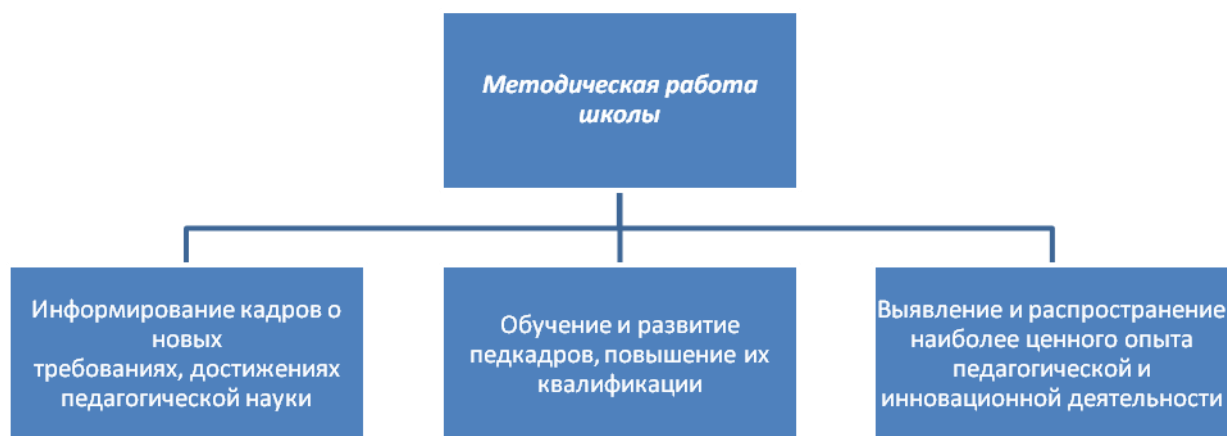 Методическая работа
школы
Информирование кадров о
новых
требованиях, достижениях
педагогической науки
Обучение и развитие
педкадров, повышение их
квалификации
Выявление и распространение
наиболее ценного опыта
педагогической и
инновационной деятельности